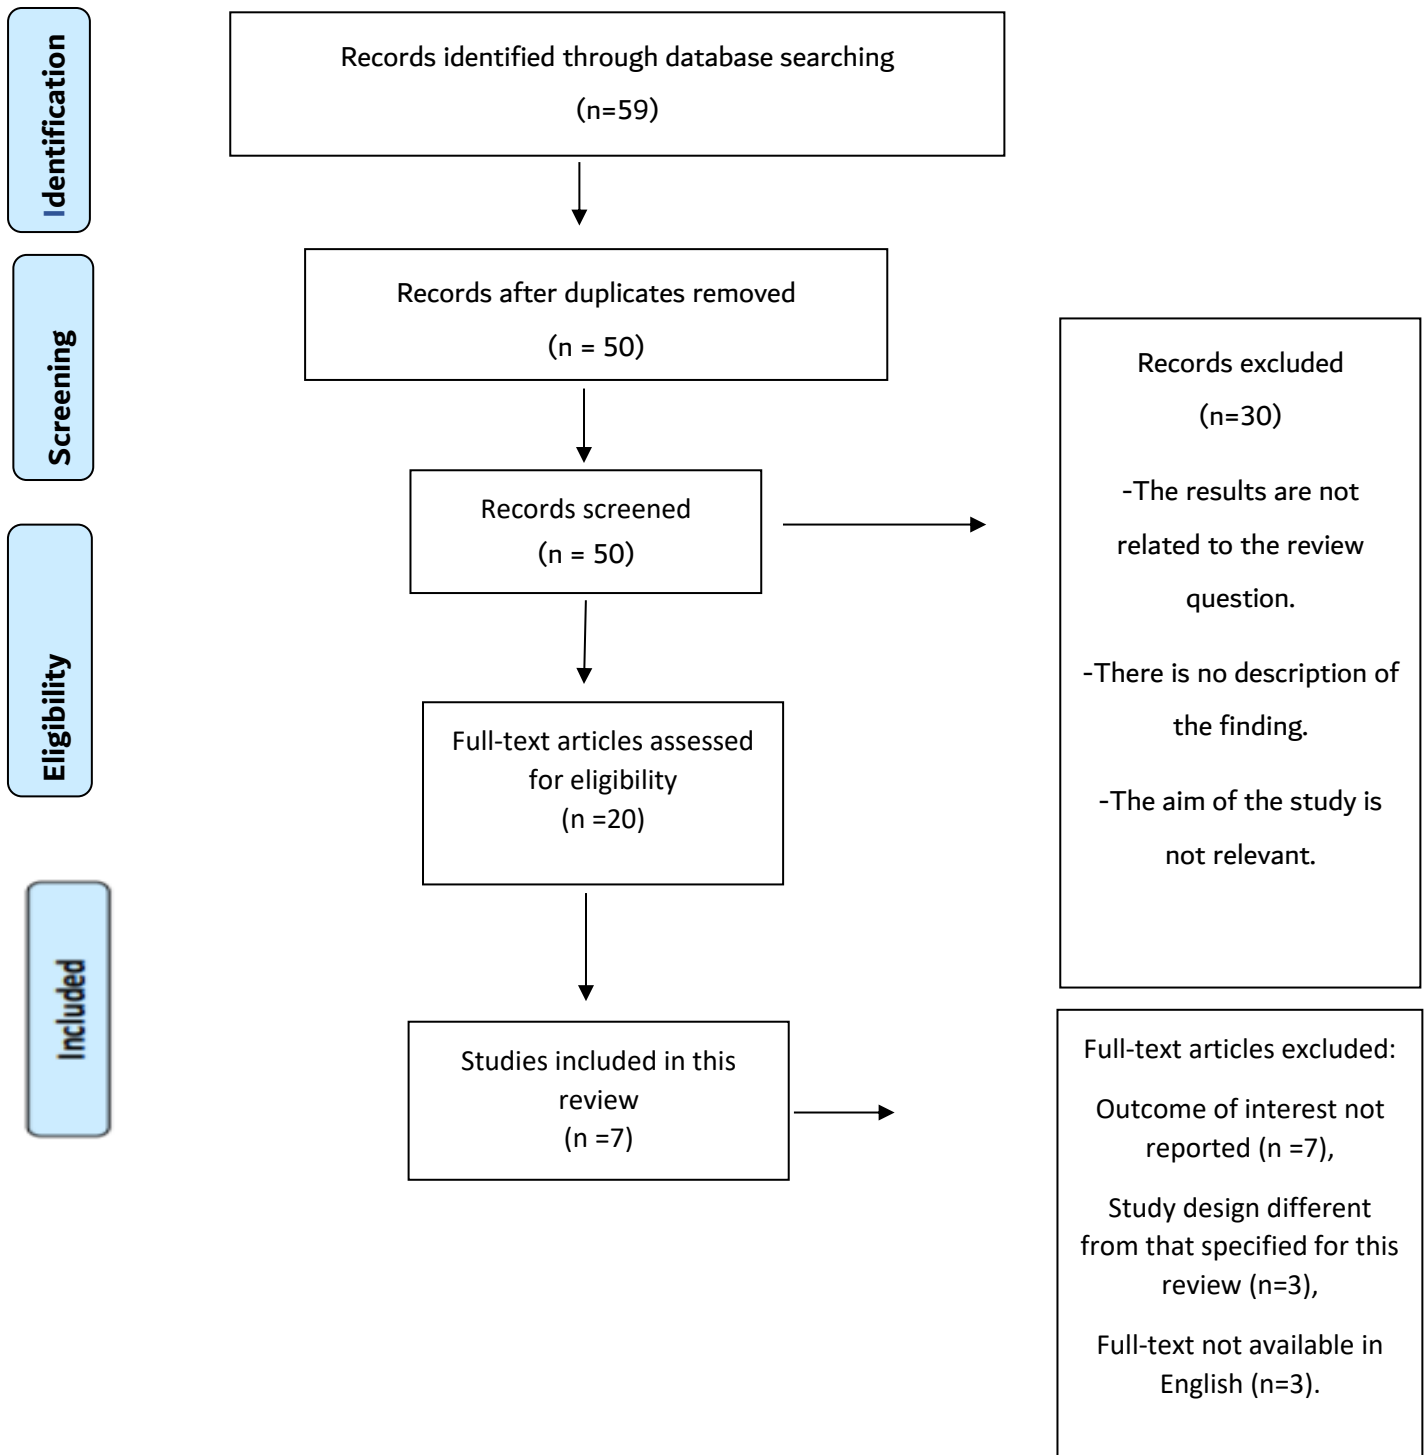 Identification
Records identified through database searching
(n=59)
Screening
Records after duplicates removed
(n = 50)
Records screened
(n = 50)
Records excluded
(n=30)
-The results are not
related to the review
question.
-There is no description of
the finding.
-The aim of the study is
not relevant.
Eligibility
Full-text articles assessed
for eligibility
(n =20)
Included
Studies included in this
review
(n =7)
Full-text articles excluded:
Outcome of interest not
reported (n =7),
Study design different
from that specified for this
review (n=3),
Full-text not available in
English (n=3).